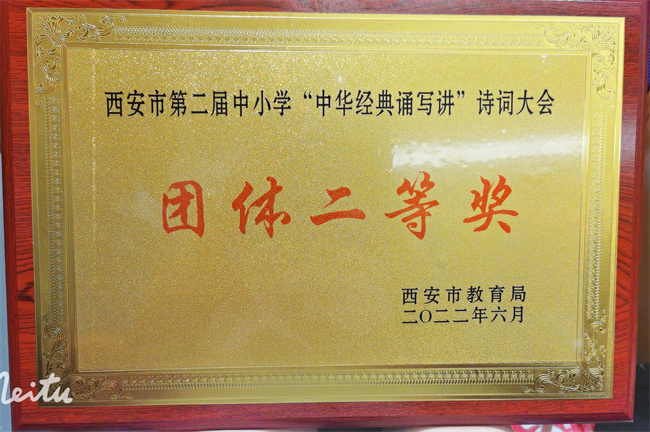 西安市第二届中小学“中华经典诵写讲”诗词大会
团体二等奖
西安市教育局
二〇二二年六月
Meitu